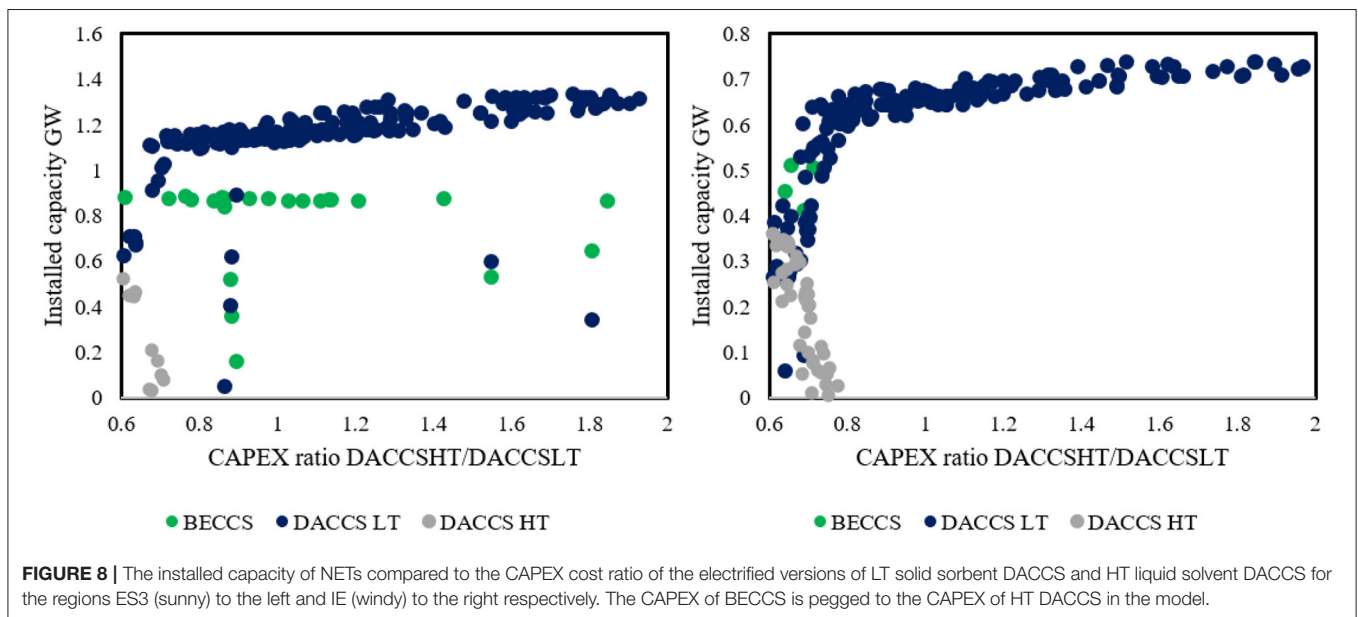 1.6
1.4
1.2
1
0.8
0.6
0.4
0.2
0
Installed capacity GW
0.6 0.8 1 1.2 1.4 1.6 1.8 2
CAPEX ratio DACCSHT/DACCSLT
BECCS DACCS LT DACCS HT
0.8
0.7
0.6
0.5
0.4
0.3
0.2
0.1
0
Installed capacity GW
0.6 0.8 1 1.2 1.4 1.6 1.8 2
CAPEX ratio DACCSHT/DACCSLT
BECCS DACCS LT DACCS HT
FIGURE 8 | The installed capacity of NETs compared to the CAPEX cost ratio of the electrified versions of LT solid sorbent DACCS and HT liquid solvent DACCS for
the regions ES3 (sunny) to the left and IE (windy) to the right respectively. The CAPEX of BECCS is pegged to the CAPEX of HT DACCS in the model.